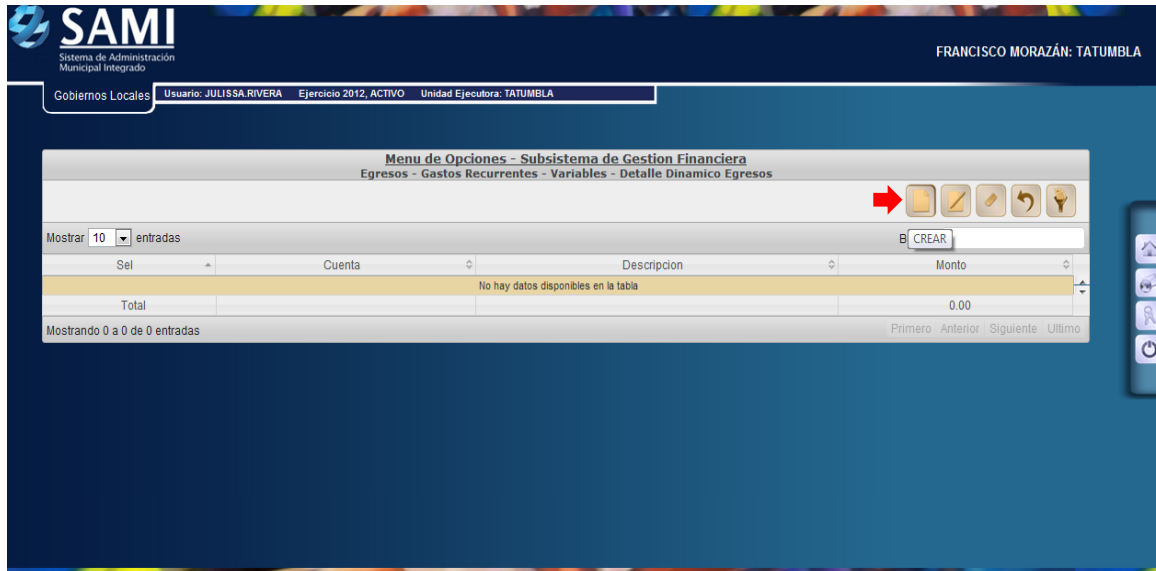 SAMI
Sistema de Administración
Municipal Integrado
FRANCISCO MORAZÁN: TATUMBLA
Gobiernos Locales
Usuario: JULISSA.RIVERA Ejercicio 2012, ACTIVO Unidad Ejecutora: TATUMBLA
Menu de Opciones - Subsistema de Gestion Financiera
Egresos - Gastos Recurrentes - Variables - Detalle Dinamico Egresos
Mostrar 10 entradas
B CREAR
Sel Cuenta Descripcion Monto
No hay datos disponibles en la tabla
Total 0.00
Mostrando 0 a 0 de 0 entradas
Primero Anterior Siguiente Ultimo